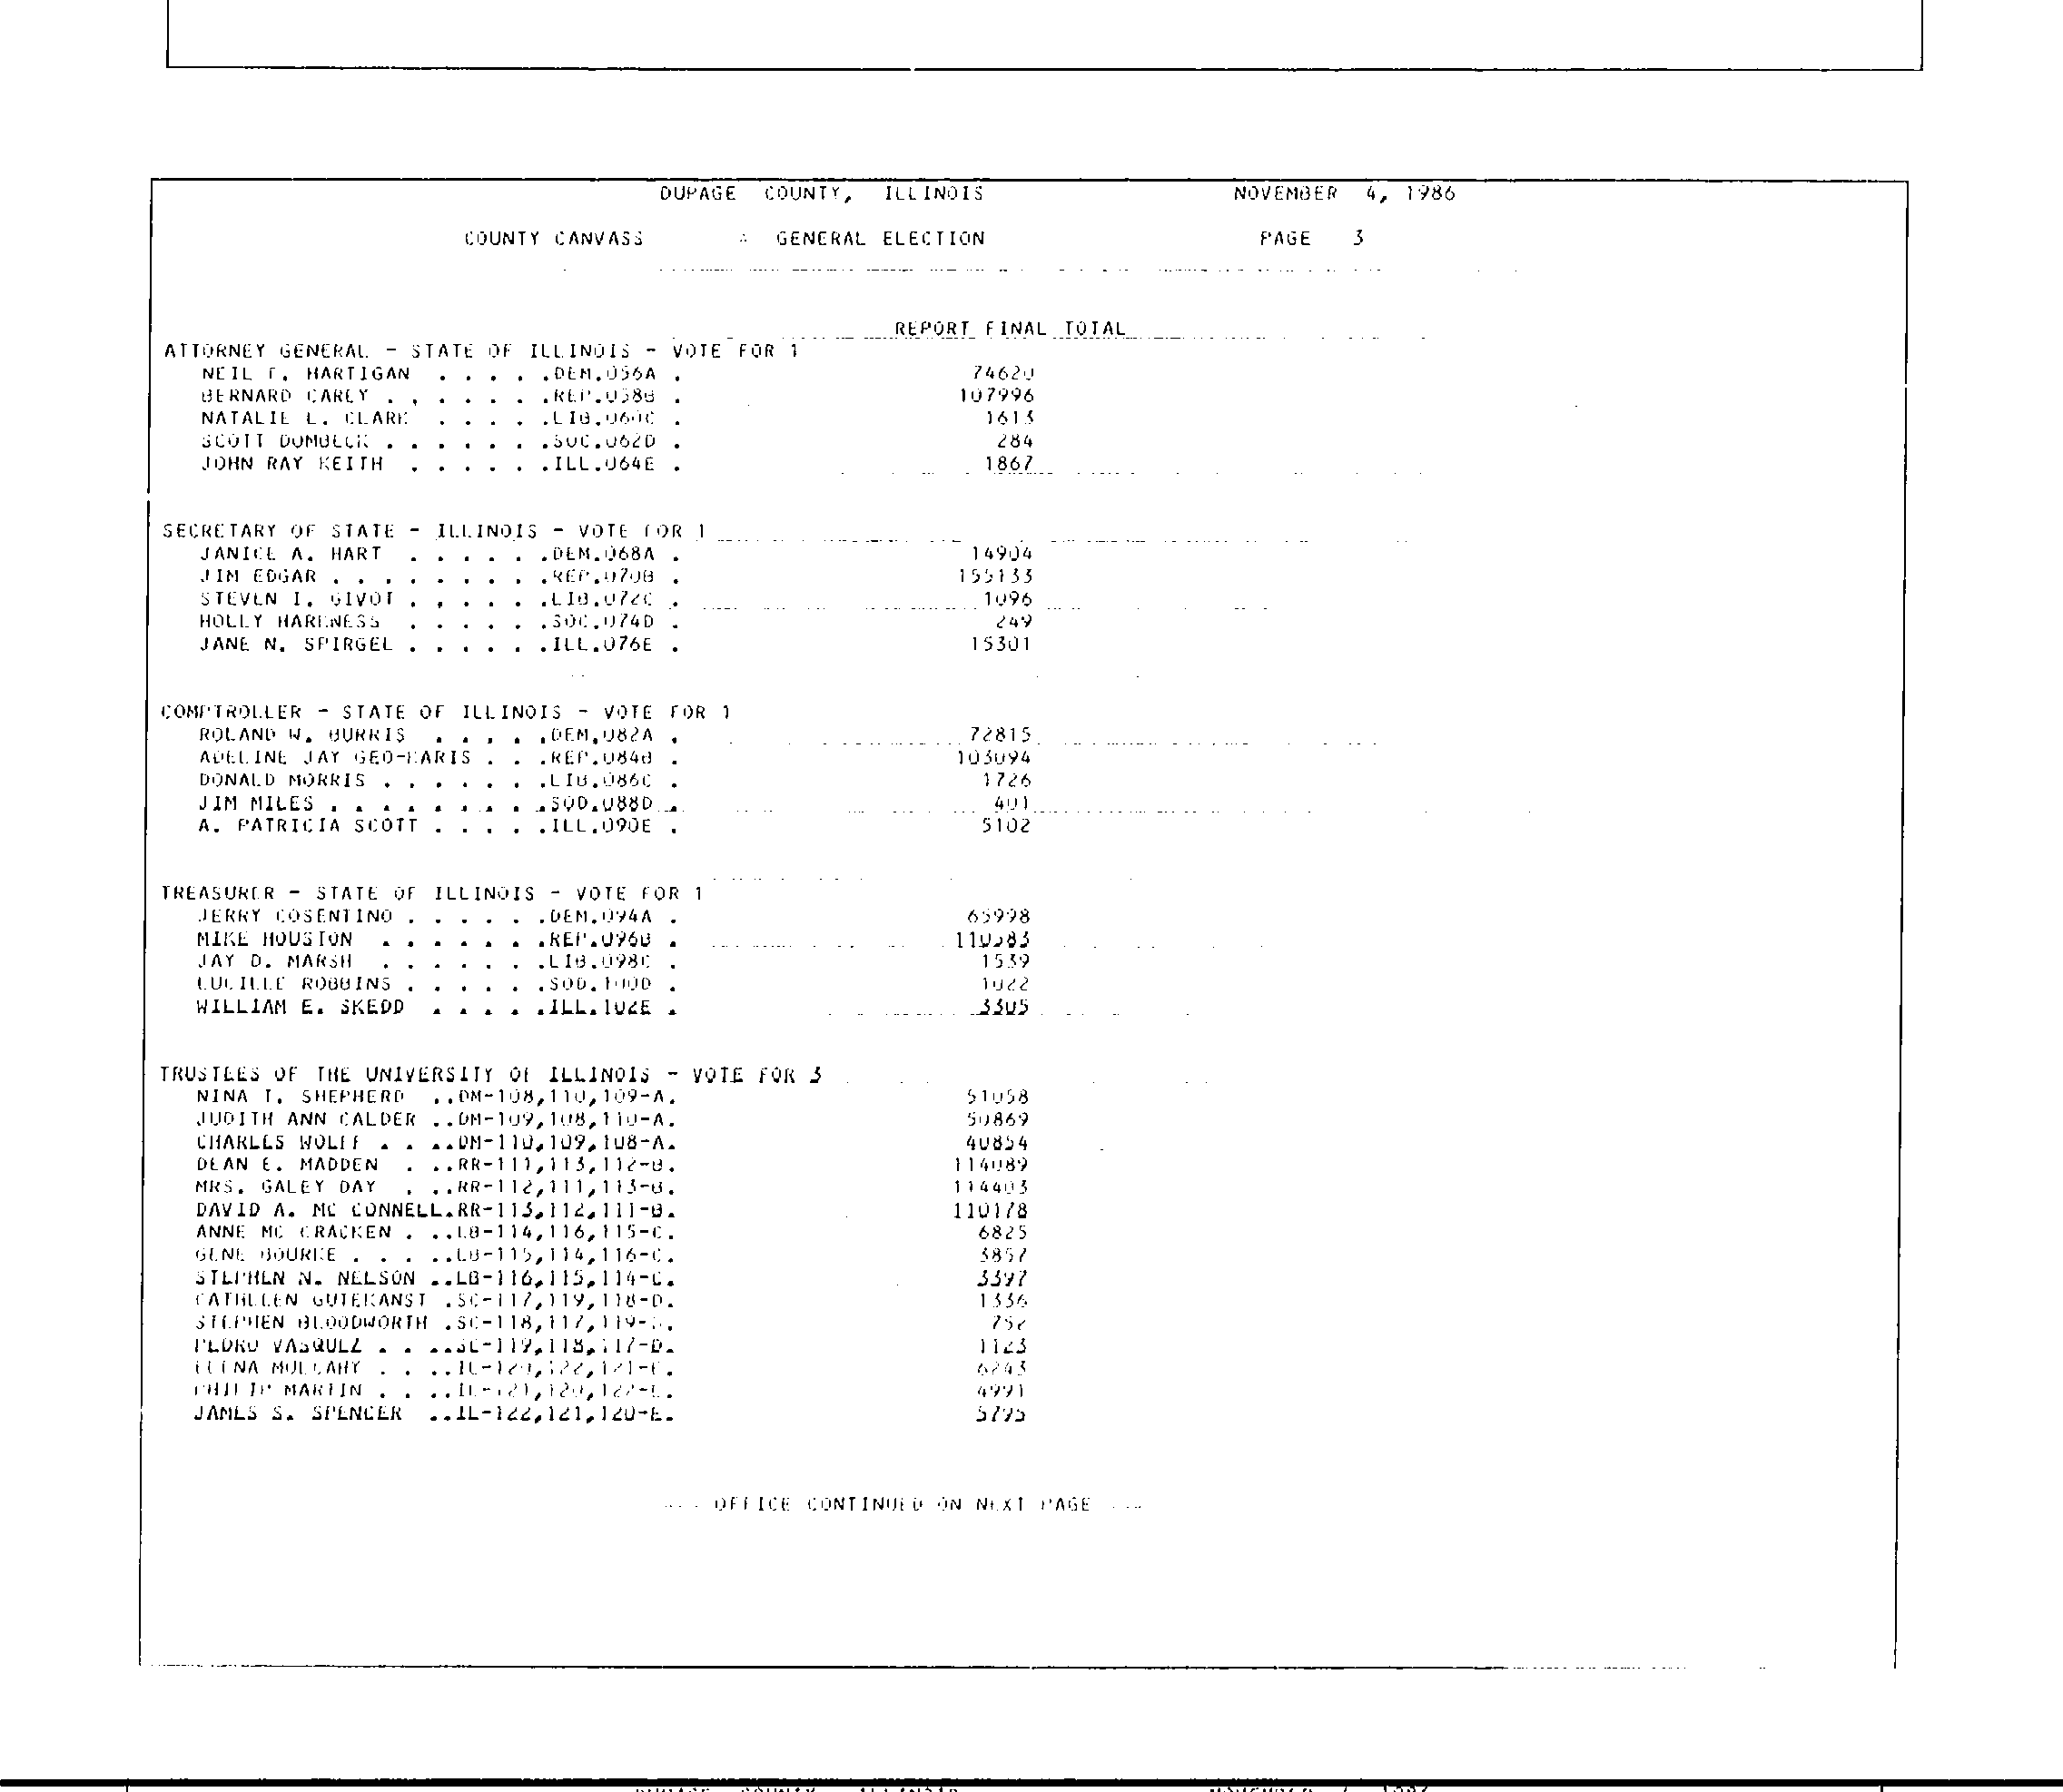 DUPAGE COUNTY, ILLINOIS NOVEMBER 4, 1986
COUNTY CANVASS GENERAL ELECTION PAGE 3
REPORT FINAL TOTAL
ATTORNEY GENERAL - STATE OF ILLINOIS - VOTE FOR 1
NEIL F. HARTIGAN . . . . .DEM.056A . 74620
BERNARD CAREY . . . . . . .REP.058B . 107996
NATALIE L. CLARK . . . . .LIB.060C . 1613
SCOTT DOMBECK . . . . . . .SOC.062D . 284
JOHN RAY KEITH . . . . . .ILL.064E . 1867
SECRETARY OF STATE - ILLINOIS - VOTE FOR 1
JANICE A. HART . . . . . .DEM.068A . 14904
JIM EDGAR . . . . . . . . .REP.070B . 155133
STEVEN I. GIVOT . . . . . .LIB.072C . 1096
HOLLY HARKNESS . . . . . .SOC.074D . 249
JANE N. SPIRGEL . . . . . .ILL.076E . 15301
COMPTROLLER - STATE OF ILLINOIS - VOTE FOR 1
ROLAND W. BURRIS . . . . .DEM.082A . 72815
ADELINE JAY GEO-KARIS . . .REP.084B . 103094
DONALD MORRIS . . . . . . .LIB.086C . 1726
JIM MILES . . . . . . . . .SOD.088D . 401
A. PATRICIA SCOTT . . . . .ILL.090E . 5102
TREASURER - STATE OF ILLINOIS - VOTE FOR 1
JERRY COSENTINO . . . . . .DEM.094A . 65998
MIKE HOUSTON . . . . . . .REP.096B .
JAY D. MARSH . . . . . . .LIB.098C . 1539
LUCILLE ROBBINS . . . . . .SOD.100D . 1022
WILLIAM E. SKEDD . . . . .ILL.102E . 3305
TRUSTEES OF THE UNIVERSITY OF ILLINOIS - VOTE FOR 3
NINA T. SHEPHERD ..DM-108,110,109-A. 51058
JUDITH ANN CALDER ..DM-109,108,110-A. 50869
CHARLES WOLFF . . ..DM-110,109,108-A. 40854
DEAN E. MADDEN . ..RR-111,113,112-B. 114089
MRS. GALEY DAY . ..RR-112,111,113-B. 114403
DAVID A. MC CONNELL.RR-113,112,111-B. 110178
ANNE MC CRACKEN . ..LB-114,116,115-C. 6825
GENE BOURKE . . . ..LB-115,114,116-C. 3857
STEPHEN N. NELSON ..LB-116,115,114-C. 3397
CATHLEEN GUTEKANST .SC-117,119,118-D. 1336
STEPHEN BLOODWORTH .SC-118,117,119-D. 752
PEDRO VASQUEZ . . ..SC-119,118,117-D. 1123
MULLAHY . . ..IL-120,122,121-E. 6243
PHILIP MARTIN . . ..IL-121,120,122-E. 4991
JAMES S. SPENCER ..IL-122,121,120-E. 5795
--- OFFICE CONTINUED ON NEXT PAGE ---